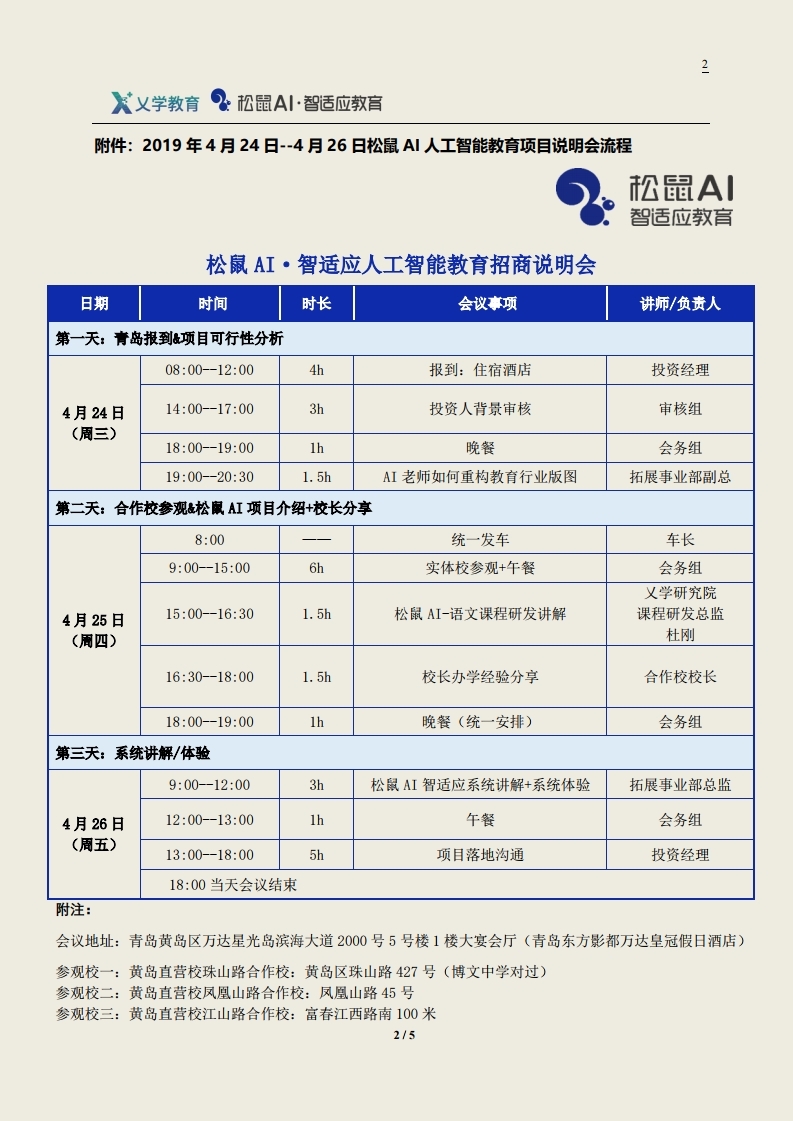 2
乂学教育 松鼠AI·智适应教育
附件：2019 年 4 月 24 日--4 月 26 日松鼠 AI 人工智能教育项目说明会流程
松鼠AI
智适应教育
松鼠 AI·智适应人工智能教育招商说明会
日期 时间 时长 会议事项 讲师/负责人
第一天：青岛报到&项目可行性分析
4 月 24 日
（周三）
08:00--12:00 4h 报到：住宿酒店 投资经理
14:00--17:00 3h 投资人背景审核 审核组
18:00--19:00 1h 晚餐 会务组
19:00--20:30 1.5h AI 老师如何重构教育行业版图 拓展事业部副总
第二天：合作校参观&松鼠 AI 项目介绍+校长分享
4 月 25 日
（周四）
8:00 —— 统一发车 车长
9:00--15:00 6h 实体校参观+午餐 会务组
15:00--16:30 1.5h 松鼠 AI-语文课程研发讲解 乂学研究院
课程研发总监
杜刚
16:30--18:00 1.5h 校长办学经验分享 合作校校长
18:00--19:00 1h 晚餐（统一安排） 会务组
第三天：系统讲解/体验
4 月 26 日
（周五）
9:00--12:00 3h 松鼠 AI 智适应系统讲解+系统体验 拓展事业部总监
12:00--13:00 1h 午餐 会务组
13:00--18:00 5h 项目落地沟通 投资经理
18:00 当天会议结束
附注：
会议地址：青岛黄岛区万达星光岛滨海大道 2000 号 5 号楼 1 楼大宴会厅（青岛东方影都万达皇冠假日酒店）
参观校一：黄岛直营校珠山路合作校：黄岛区珠山路 427 号（博文中学对过）
参观校二：黄岛直营校凤凰山路合作校：凤凰山路 45 号
参观校三：黄岛直营校江山路合作校：富春江西路南 100 米
2 / 5